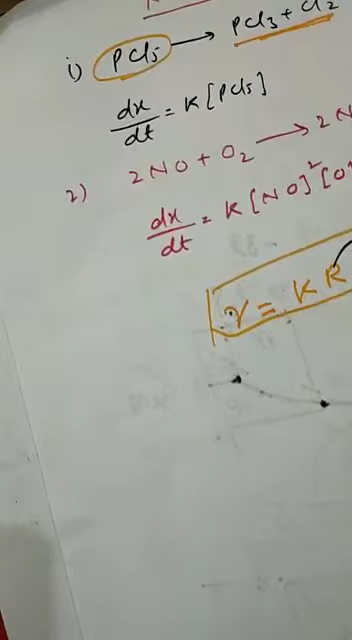 i) PCl₅ → PCl₃ + Cl₂
dx/dt = K [PCl₅]
2) 2NO + O₂ → 2N
dx/dt = K [NO]² [O
r = K R